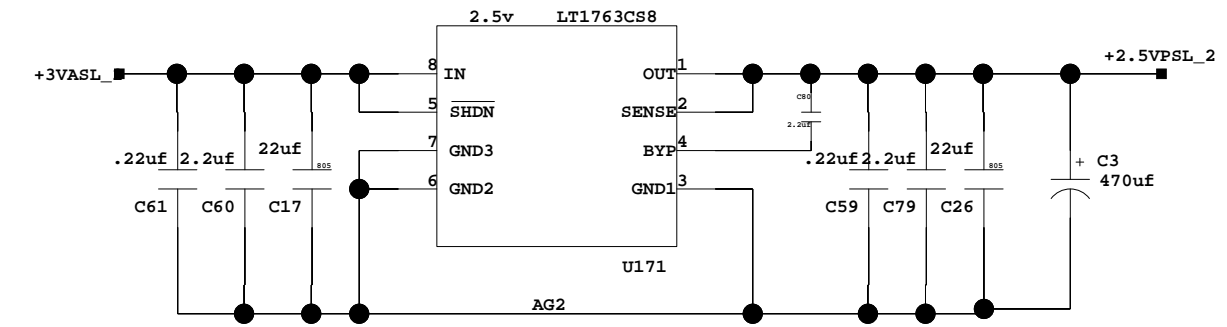 2.5v LT1763CS8
+2.5VPSL_2
+3VASL_
8 IN OUT 1
C80
5 SHDN SENSE 2
2.2uf
7 GND3 BYP 4
.22uf 2.2uf 22uf 805 .22uf 2.2uf 22uf 805 + C3
6 GND2 GND1 3
470uf
C61 C60 C17 C59 C79 C26
U171
AG2